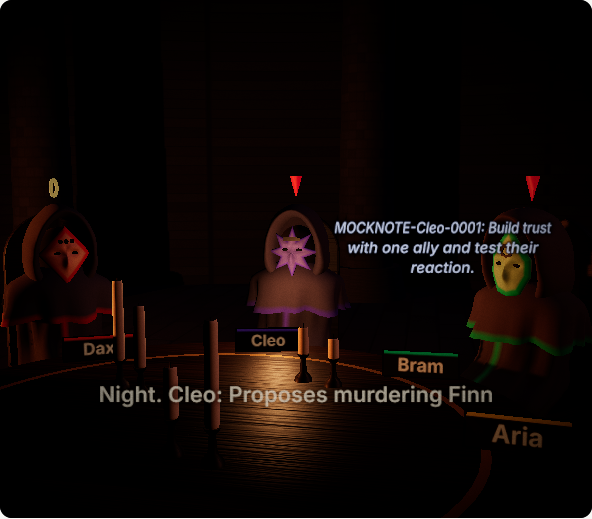 MOCKNOTE-Cleo-0001: Build trust
with one ally and test their
reaction.
Dax
Cleo
Bram
Night. Cleo: Proposes murdering Finn
Aria